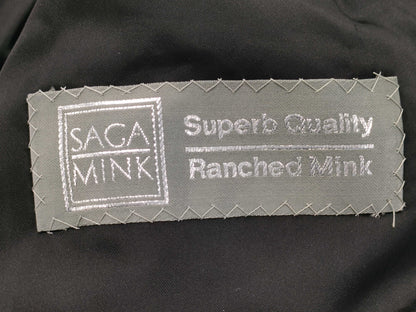 SAGA
MINK
Superb Quality
Ranched Mink